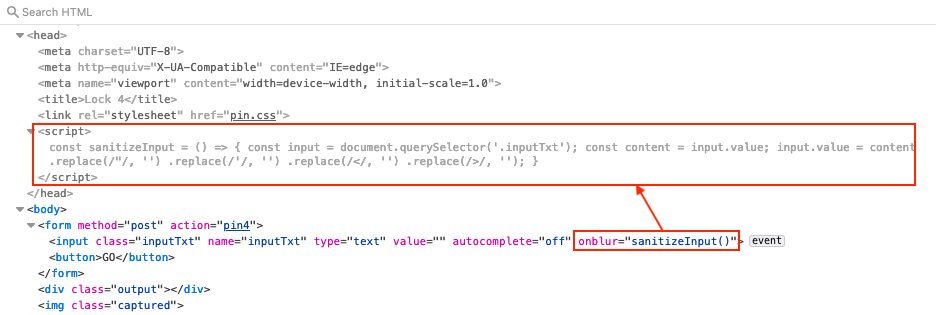 Search HTML
<head>
<meta charset="UTF-8">
<meta http-equiv="X-UA-Compatible" content="IE=edge">
<meta name="viewport" content="width=device-width, initial-scale=1.0">
<title>Lock 4</title>
<link rel="stylesheet" href="pin.css">
<script>
const sanitizeInput = () => { const input = document.querySelector('.inputTxt'); const content = input.value; input.value = content
.replace(/"/, '') .replace(/'/, '') .replace(/</, '') .replace(/>/, ''); }
</script>
</head>
<body>
<form method="post" action="pin4">
<input class="inputTxt" name="inputTxt" type="text" value="" autocomplete="off" onblur="sanitizeInput()"> event
<button>GO</button>
</form>
<div class="output"></div>
<img class="captured">